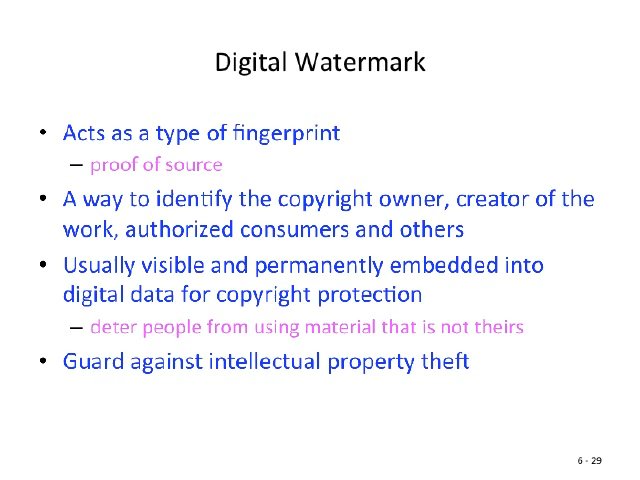 Digital Watermark
• Acts as a type of fingerprint
– proof of source
• A way to identify the copyright owner, creator of the
work, authorized consumers and others
• Usually visible and permanently embedded into
digital data for copyright protection
– deter people from using material that is not theirs
• Guard against intellectual property theft
6 - 29